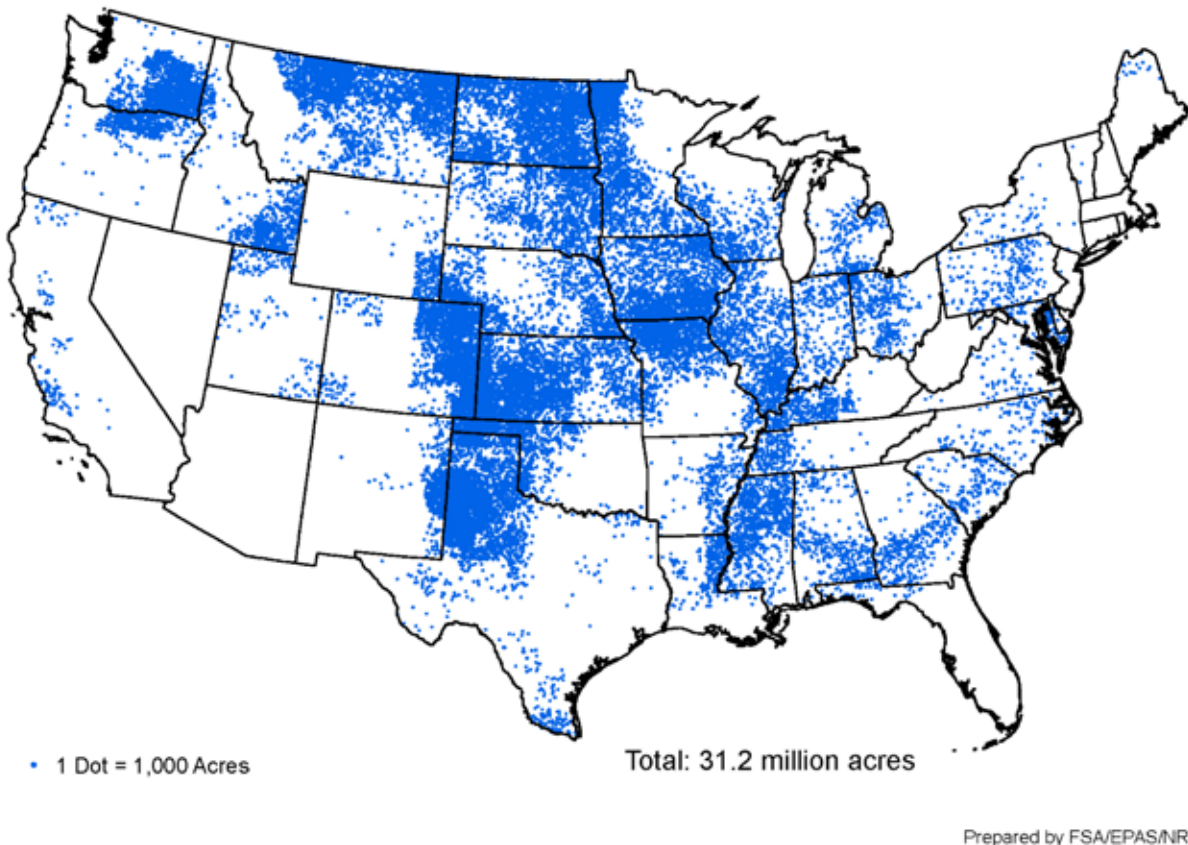 1 Dot = 1,000 Acres
Total: 31.2 million acres
Prepared by FSA/EPAS/NR